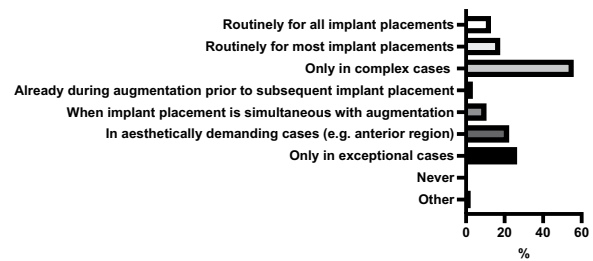 Routinely for all implant placements
Routinely for most implant placements
Only in complex cases
Already during augmentation prior to subsequent implant placement
When implant placement is simultaneous with augmentation
In aesthetically demanding cases (e.g. anterior region)
Only in exceptional cases
Never
Other
0 20 40 60
%